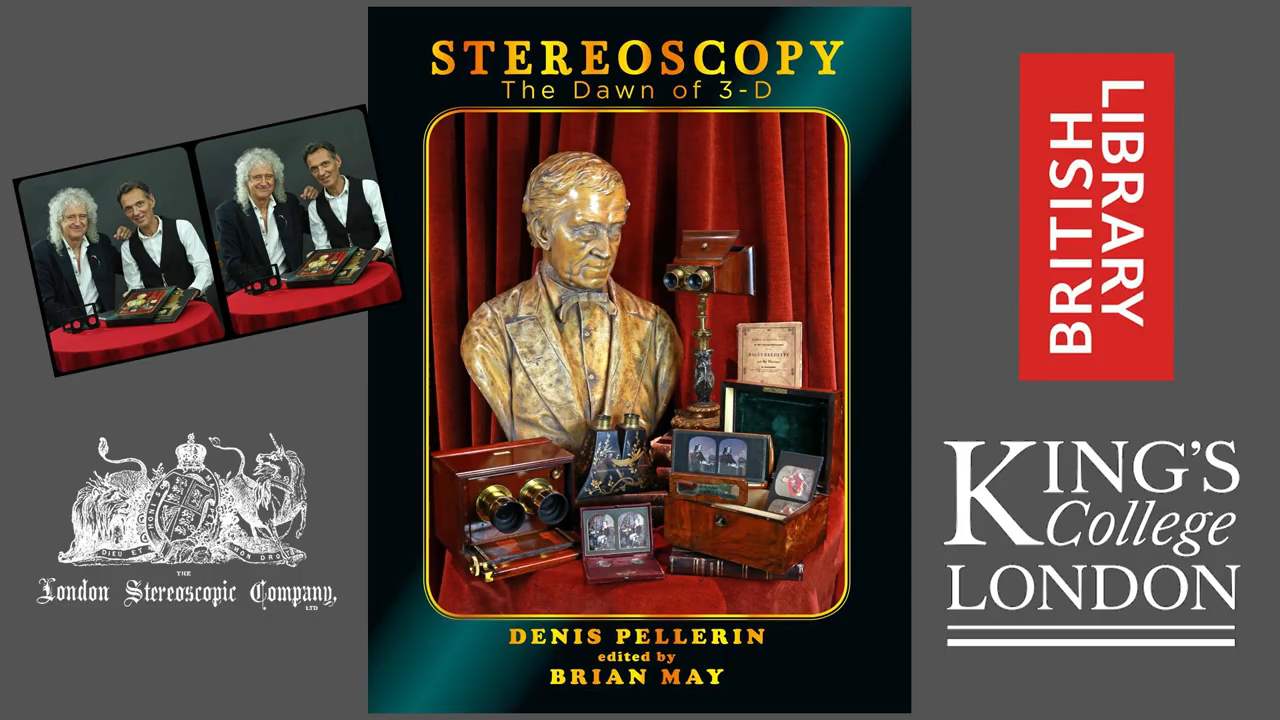 STEREOSCOPY
The Dawn of 3-D
DAGUERREOTYPE
DENIS PELLERIN
edited by
BRIAN MAY
DIEU ET MON DROIT
THE
London Stereoscopic Company,
LTD
BRITISH
LIBRARY
KING'S
College
LONDON